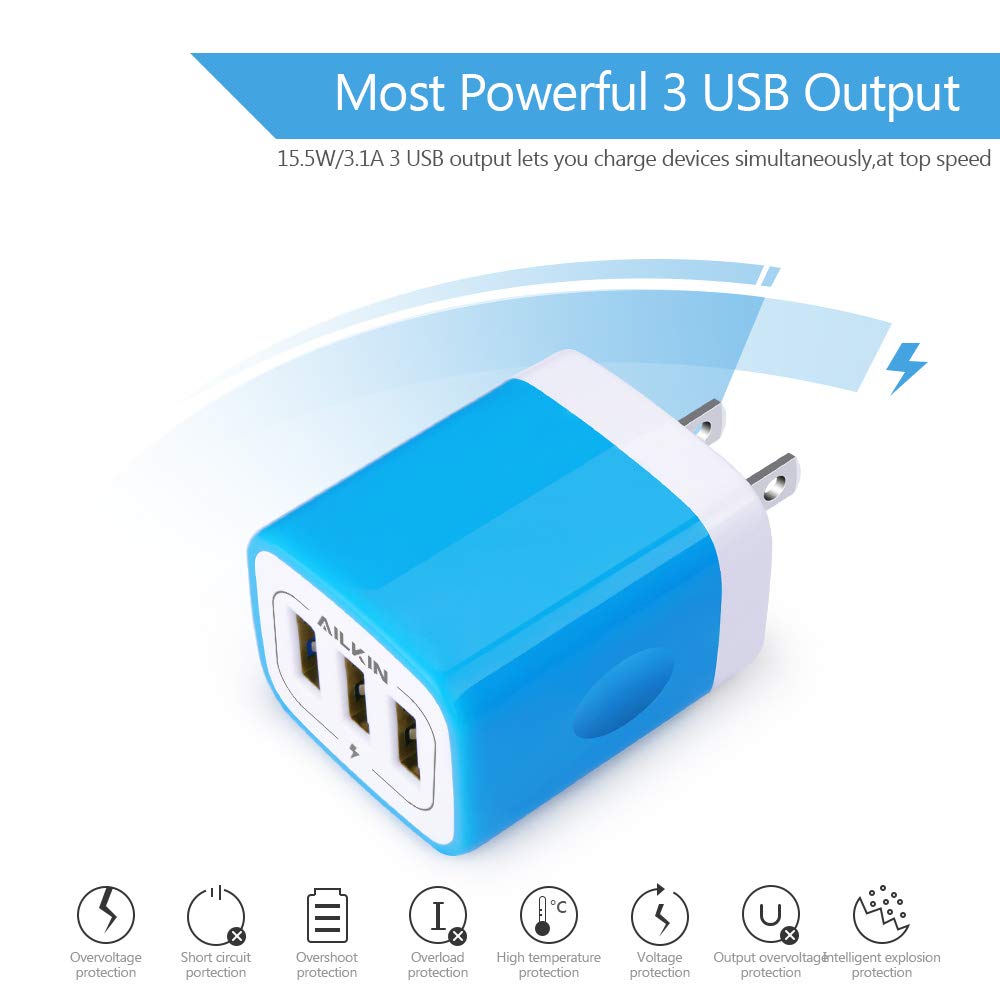 Most Powerful 3 USB Output
15.5W/3.1A 3 USB output lets you charge devices simultaneously,at top speed
AILKIN
°C
Overvoltage
protection
Short circuit
portection
Overshoot
protection
Overload
protection
High temperature
protection
Voltage
protection
Output overvoltage
protection
Intelligent explosion
protection